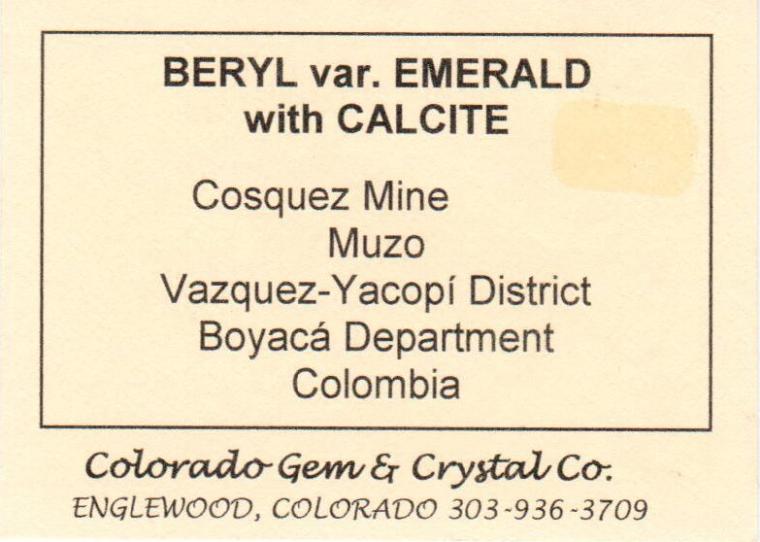 BERYL var. EMERALD
with CALCITE
Cosquez Mine
Muzo
Vazquez-Yacopí District
Boyacá Department
Colombia
Colorado Gem & Crystal Co.
ENGLEWOOD, COLORADO 303-936-3709